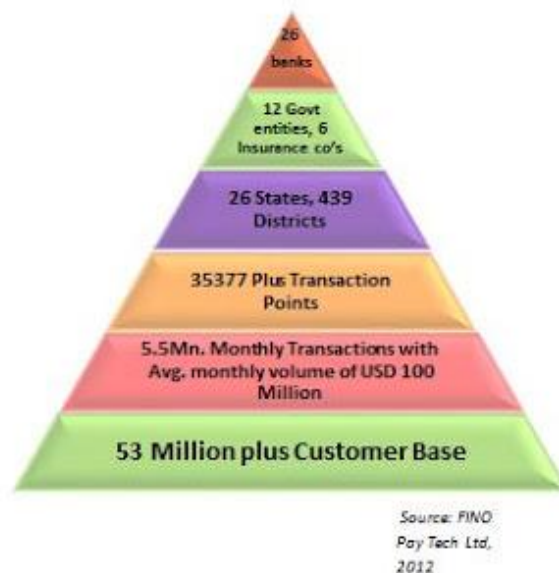 26
banks
12 Govt
entities, 6
Insurance co's
26 States, 439
Districts
35377 Plus Transaction
Points
5.5Mn. Monthly Transactions with
Avg. monthly volume of USD 100
Million
53 Million plus Customer Base
Source: FINO
Pay Tech Ltd,
2012